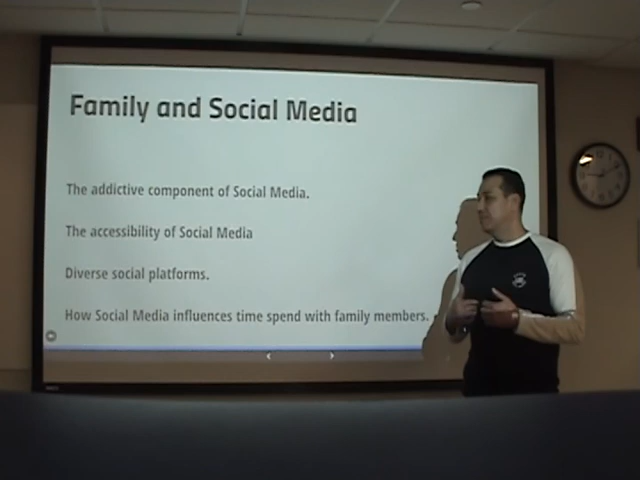 Family and Social Media
The addictive component of Social Media.
The accessibility of Social Media
Diverse social platforms.
How Social Media influences time spend with family members.